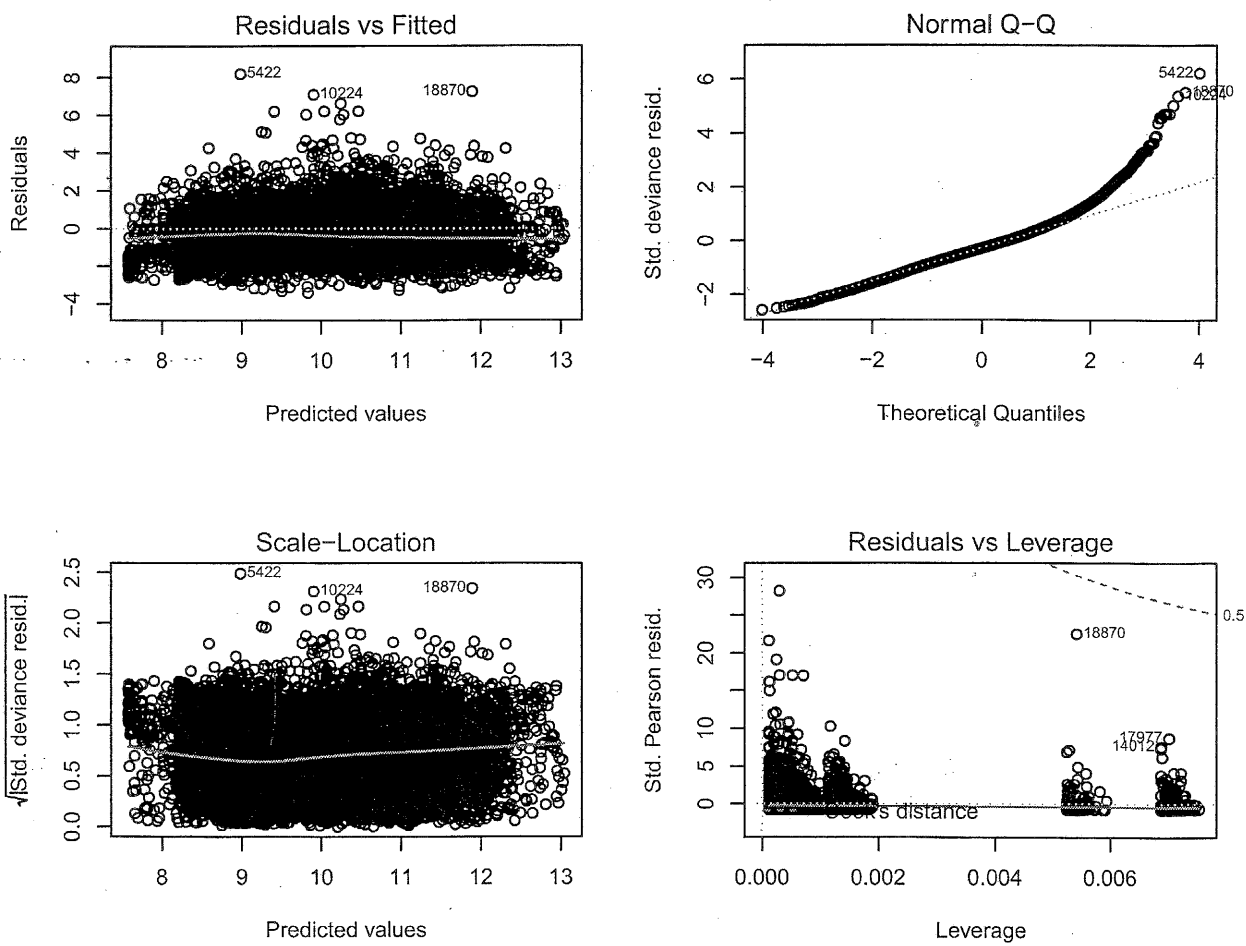 Residuals vs Fitted
Residuals
8
6
4
2
0
−4
5422
10224
18870
8 9 10 11 12 13
Predicted values
Normal Q−Q
Std. deviance resid.
6
4
2
0
−2
5422
18870
10224
−4 −2 0 2 4
Theoretical Quantiles
Scale−Location
√|Std. deviance resid.|
2.5
2.0
1.5
1.0
0.5
0.0
5422
10224
18870
8 9 10 11 12 13
Predicted values
Residuals vs Leverage
Std. Pearson resid.
30
20
10
5
0
0.5
18870
17977
14012
Cook's distance
0.000 0.002 0.004 0.006
Leverage